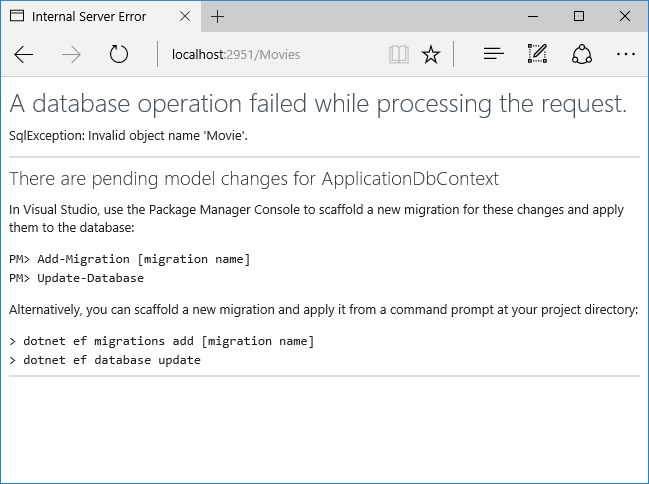 Internal Server Error
localhost:2951/Movies
A database operation failed while processing the request.
SqlException: Invalid object name 'Movie'.
There are pending model changes for ApplicationDbContext
In Visual Studio, use the Package Manager Console to scaffold a new migration for these changes and apply
them to the database:
PM> Add-Migration [migration name]
PM> Update-Database
Alternatively, you can scaffold a new migration and apply it from a command prompt at your project directory:
> dotnet ef migrations add [migration name]
> dotnet ef database update